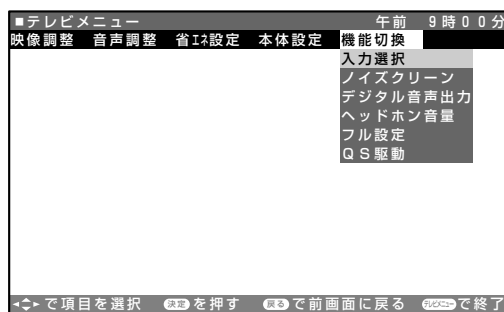 ■テレビメニュー 午前 9時00分
映像調整 音声調整 省エネ設定 本体設定 機能切換
入力選択
ノイズクリーン
デジタル音声出力
ヘッドホン音量
フル設定
QS駆動
で項目を選択 決定を押す 戻るで前画面に戻る テレビメニューで終了